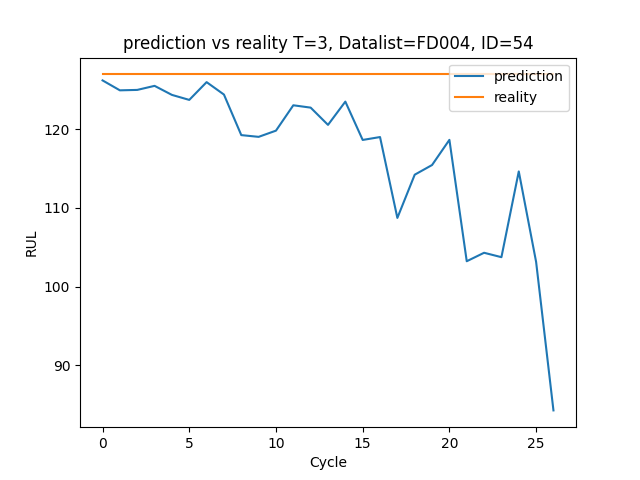 prediction vs reality T=3, Datalist=FD004, ID=54
prediction
reality
120
110
100
90
RUL
0 5 10 15 20 25
Cycle